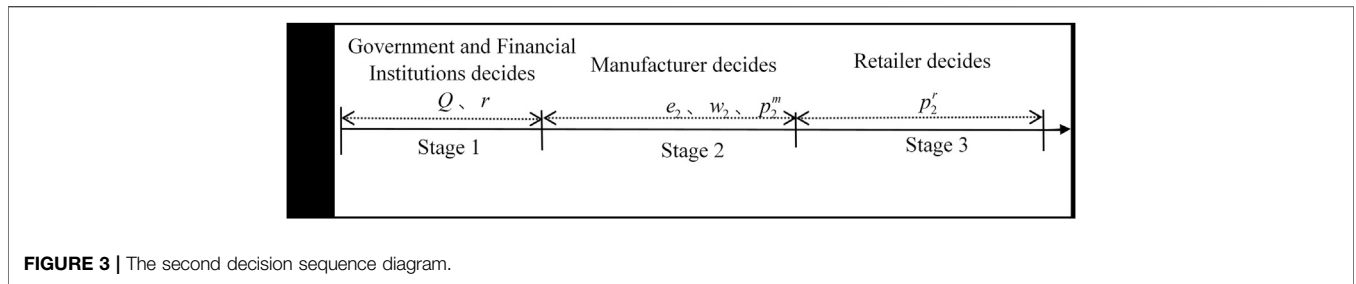 Government and Financial
Institutions decides
Manufacturer decides
Retailer decides
Q、 r
e₂、 w₂、 p₂ᵐ
p₂ʳ
Stage 1
Stage 2
Stage 3
FIGURE 3 | The second decision sequence diagram.